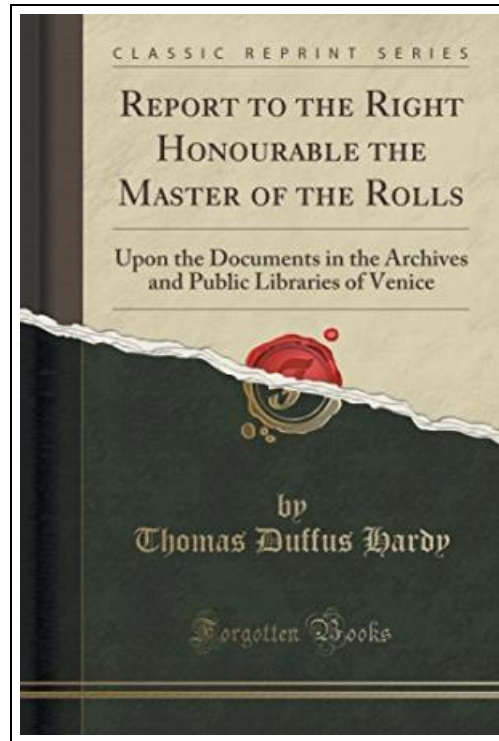 CLASSIC REPRINT SERIES
REPORT TO THE RIGHT
HONOURABLE THE
MASTER OF THE ROLLS
Upon the Documents in the Archives
and Public Libraries of Venice
by
Thomas Duffus Hardy
Forgotten Books